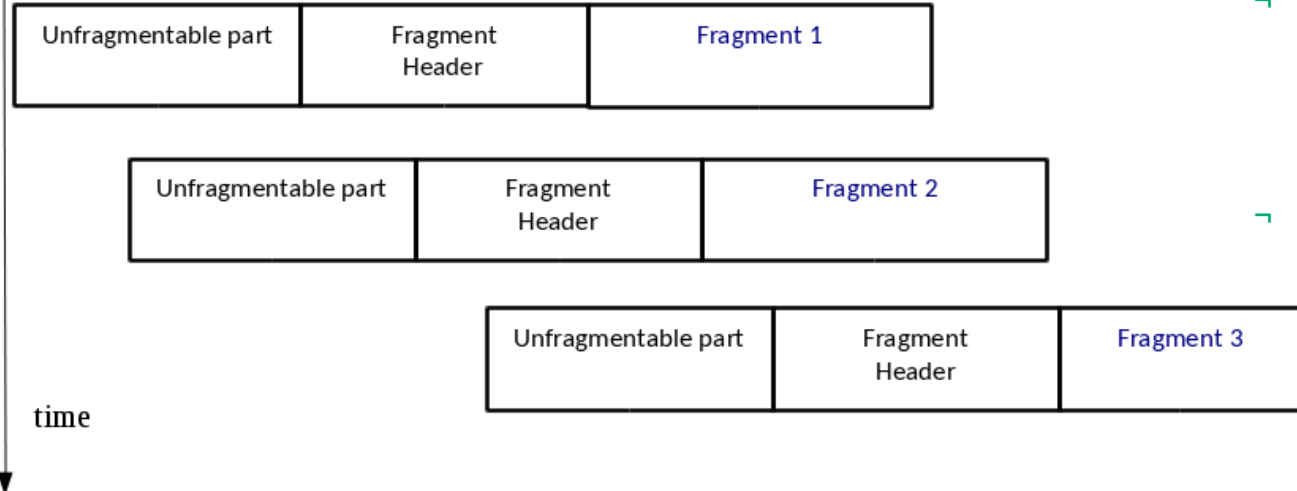 Unfragmentable part
Fragment
Header
Fragment 1
Unfragmentable part
Fragment
Header
Fragment 2
Unfragmentable part
Fragment
Header
Fragment 3
time